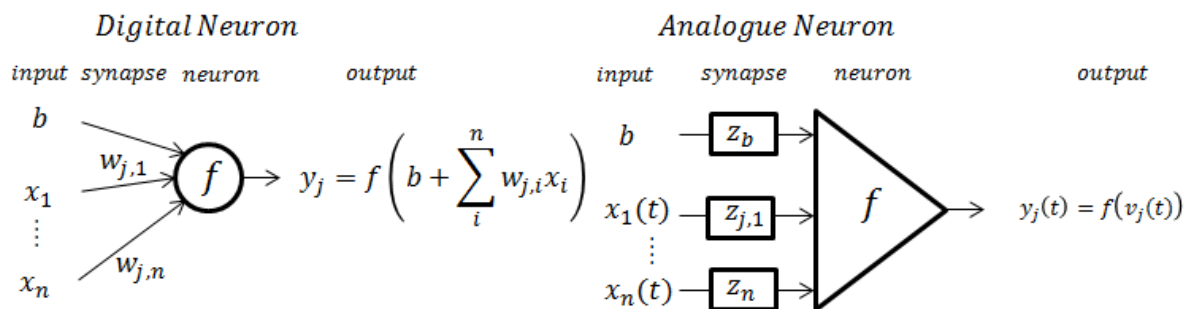 Digital Neuron
input synapse neuron output
b
w_{j,1}
x_1
⋮
x_n
w_{j,n}
f
y_j = f(b + \sum_{i}^{n} w_{j,i} x_i)
Analogue Neuron
input synapse neuron output
b z_b
x_1(t) z_{j,1}
⋮
x_n(t) z_n
f
y_j(t) = f(v_j(t))